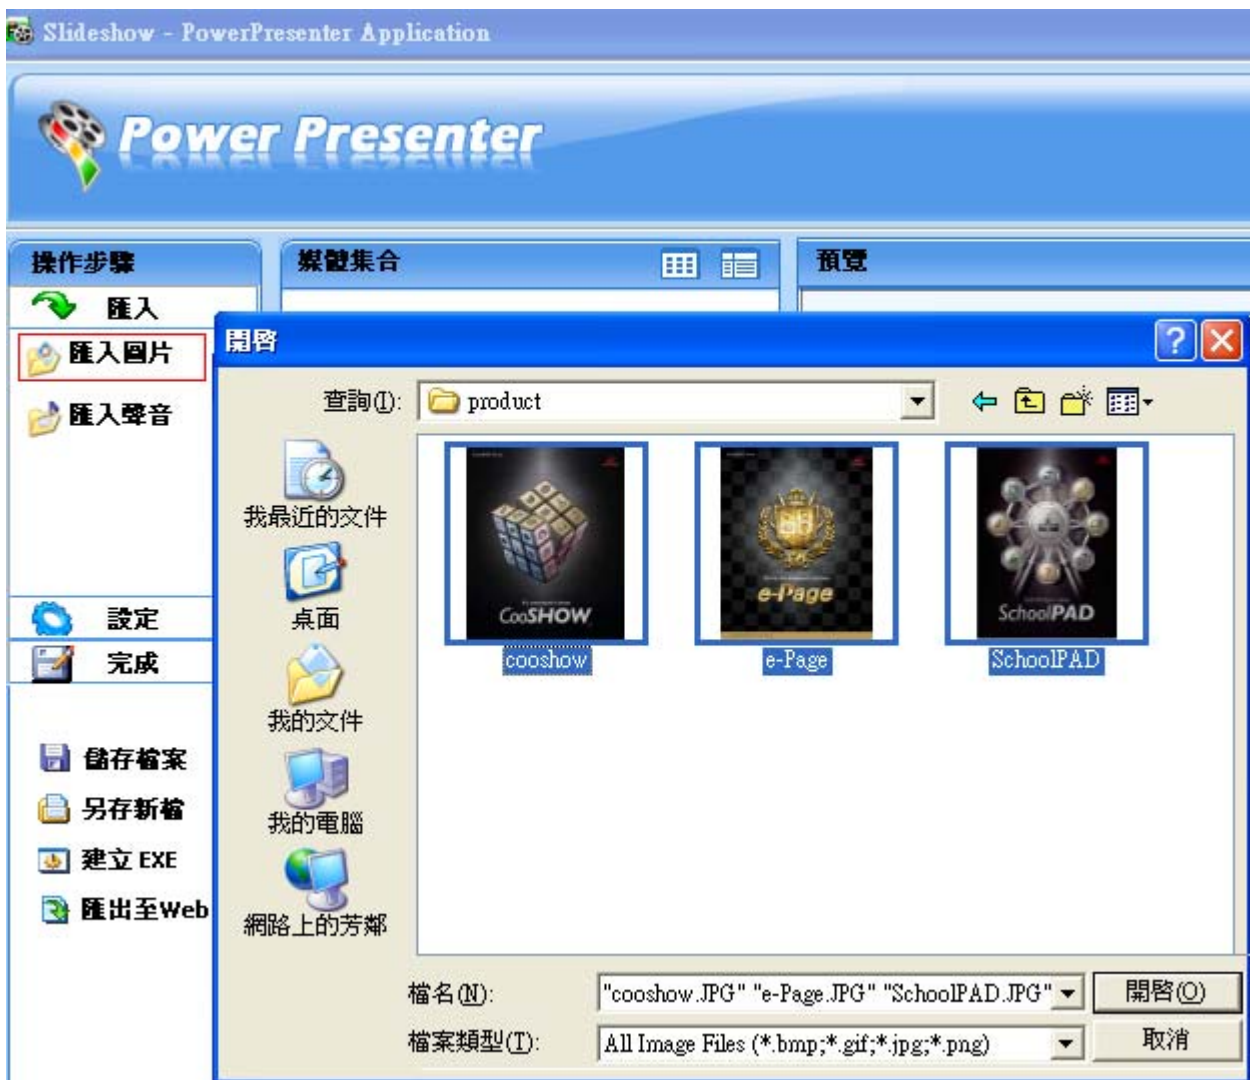 Slideshow - PowerPresenter Application
Power Presenter
操作步驟
媒體集合
預覽
匯入
匯入圖片
匯入聲音
設定
完成
儲存檔案
另存新檔
建立 EXE
匯出至Web
開啟
查詢(I):
product
我最近的文件
桌面
我的文件
我的電腦
網路上的芳鄰
CooSHOW
e-Page
SchoolPAD
cooshow
e-Page
SchoolPAD
檔名(N):
"cooshow.JPG" "e-Page.JPG" "SchoolPAD.JPG"
開啟(O)
檔案類型(T):
All Image Files (*.bmp;*.gif;*.jpg;*.png)
取消